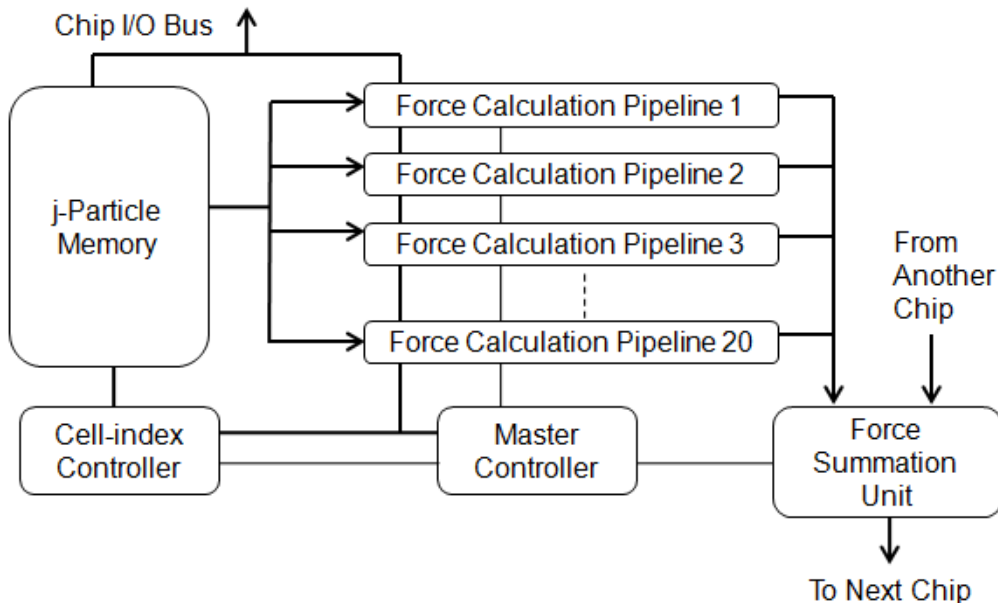 Chip I/O Bus
j-Particle
Memory
Force Calculation Pipeline 1
Force Calculation Pipeline 2
Force Calculation Pipeline 3
Force Calculation Pipeline 20
From
Another
Chip
Cell-index
Controller
Master
Controller
Force
Summation
Unit
To Next Chip